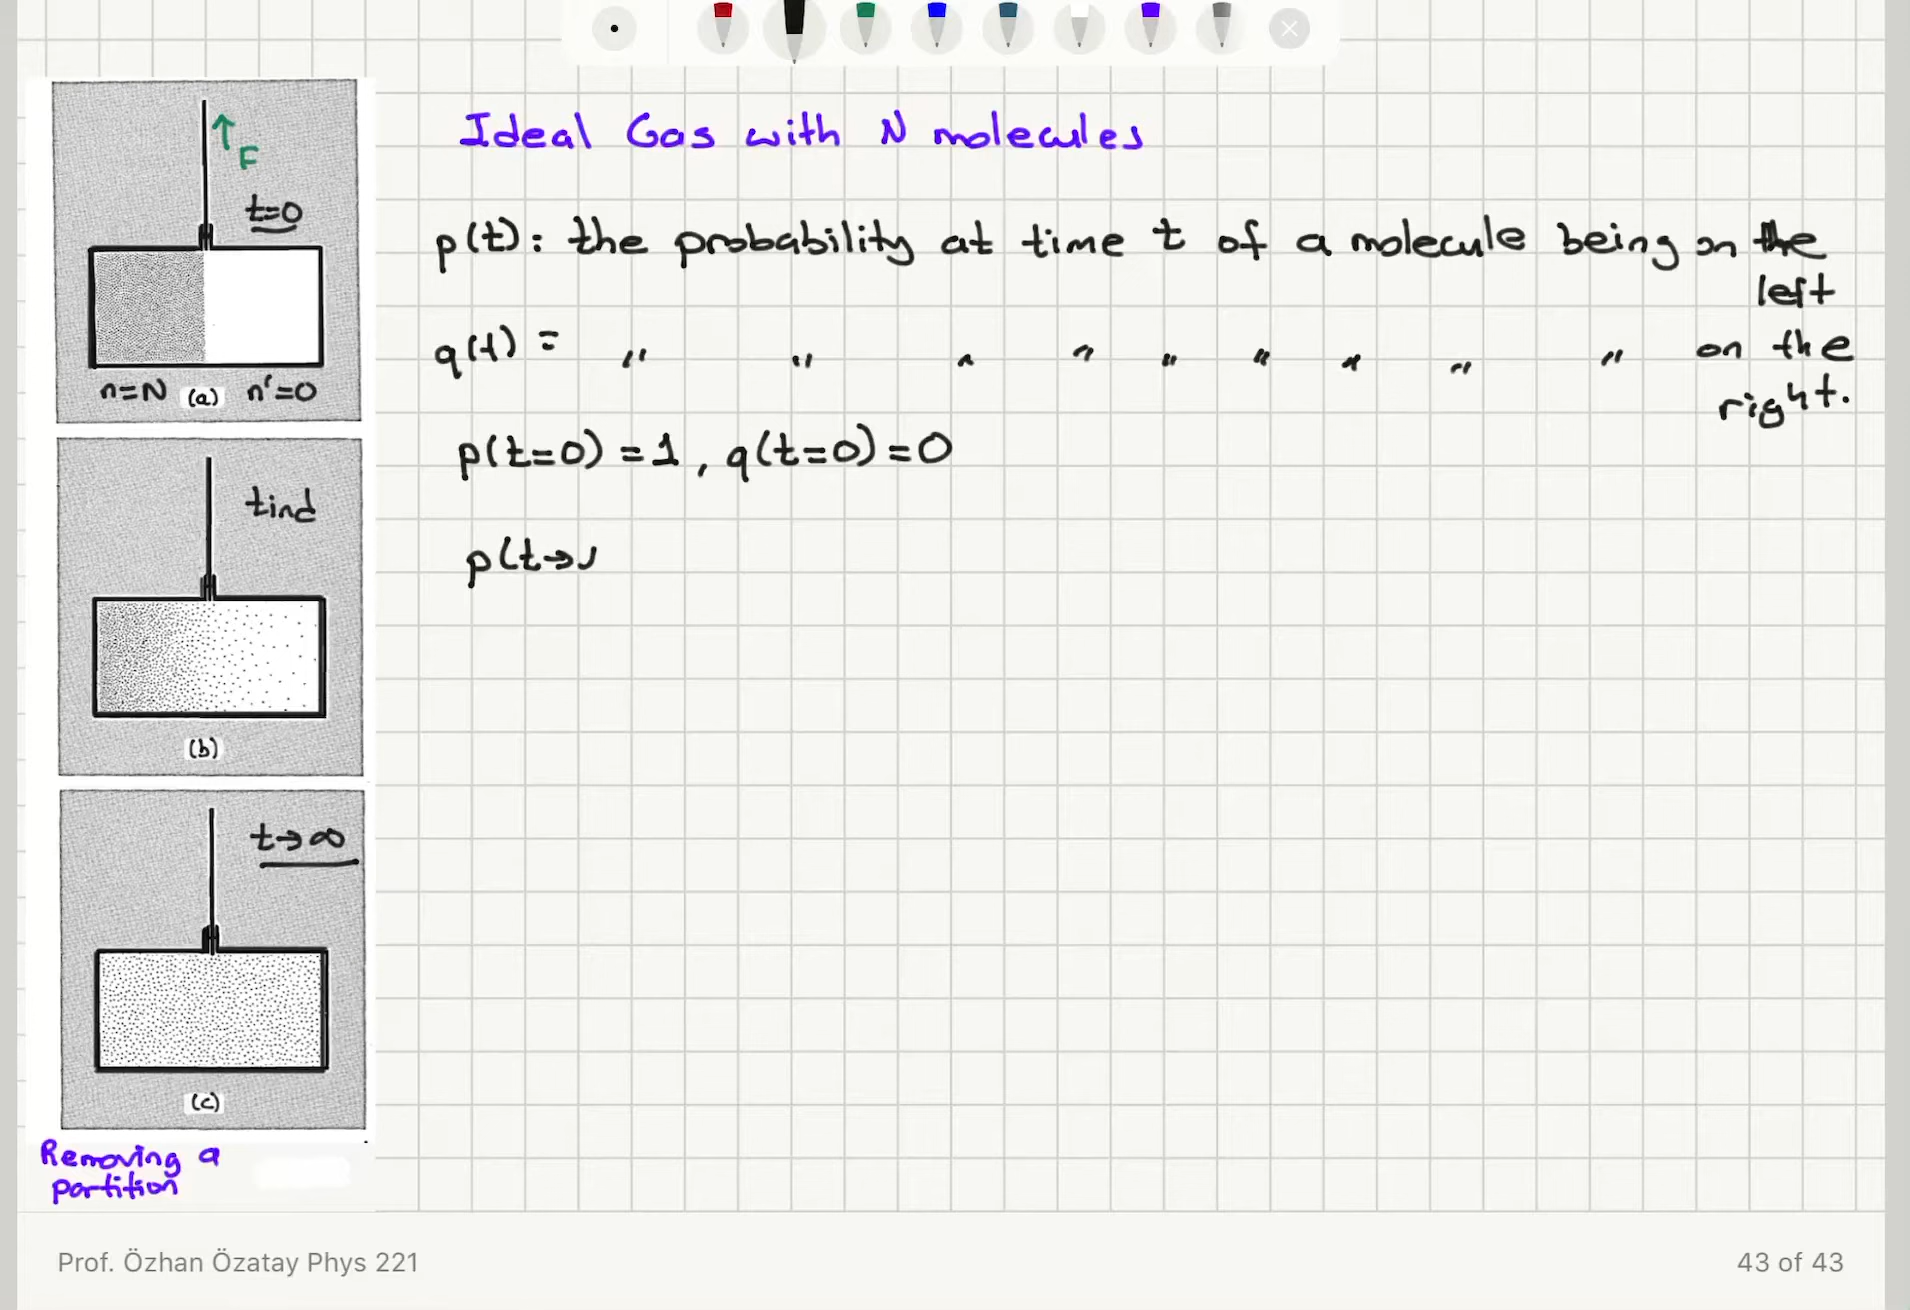 Ideal Gas with N molecules
p(t): the probability at time t of a molecule being on the
left
q(t) = " " " " " " " " " on the
right.
p(t=0) = 1, q(t=0) = 0
p(t→
↑F
t=0
n=N (a) n'=0
tind
(b)
t→∞
(c)
Removing a
partition
Prof. Özhan Özatay Phys 221
43 of 43